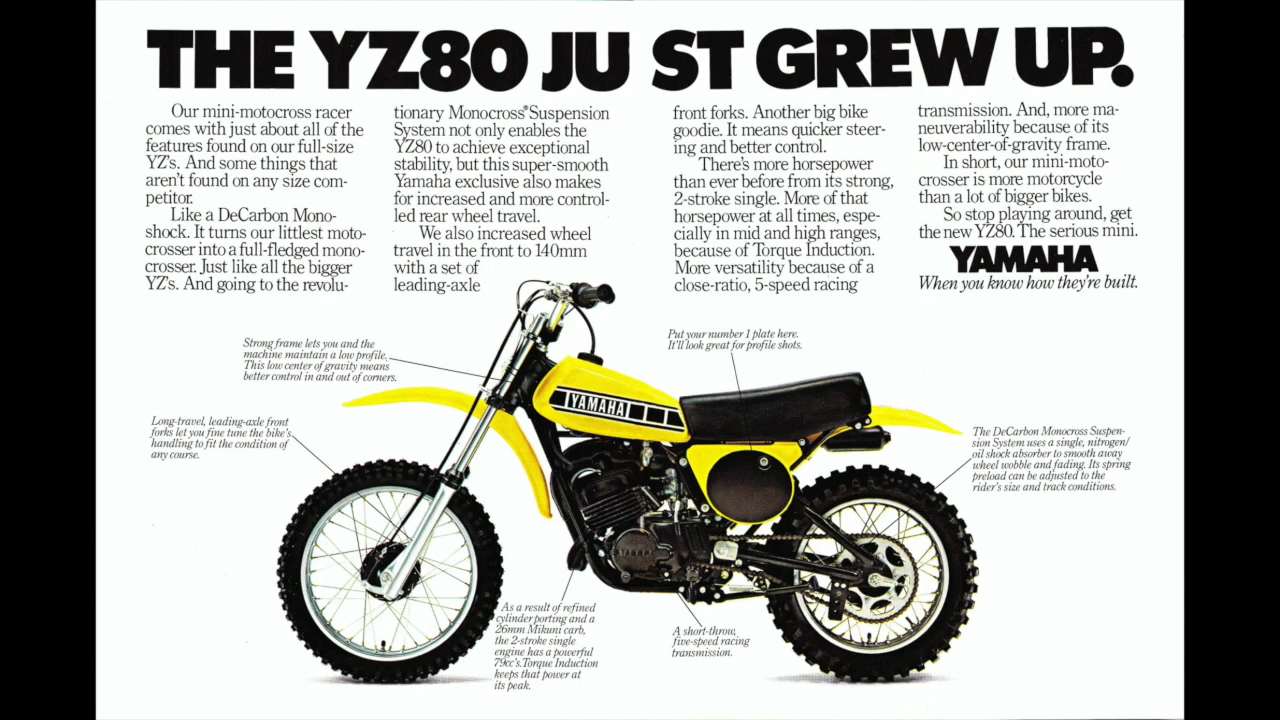 THE YZ80 JUST GREW UP.
Our mini-motocross racer
comes with just about all of the
features found on our full-size
YZ's. And some things that
aren't found on any size com-
petitor.
Like a DeCarbon Mono-
shock. It turns our littlest moto-
crosser into a full-fledged mono-
crosser. Just like all the bigger
YZ's. And going to the revolu-
tionary Monocross® Suspension
System not only enables the
YZ80 to achieve exceptional
stability, but this super-smooth
Yamaha exclusive also makes
for increased and more control-
led rear wheel travel.
We also increased wheel
travel in the front to 140mm
with a set of
leading-axle
front forks. Another big bike
goodie. It means quicker steer-
ing and better control.
There's more horsepower
than ever before from its strong,
2-stroke single. More of that
horsepower at all times, espe-
cially in mid and high ranges,
because of Torque Induction.
More versatility because of a
close-ratio, 5-speed racing
transmission. And, more ma-
neuverability because of its
low-center-of-gravity frame.
In short, our mini-moto-
crosser is more motorcycle
than a lot of bigger bikes.
So stop playing around, get
the new YZ80. The serious mini.
YAMAHA
When you know how they're built.
Strong frame lets you and the
machine maintain a low profile.
This low center of gravity means
better control in and out of corners.
Put your number 1 plate here.
It'll look great for profile shots.
Long-travel, leading-axle front
forks let you fine tune the bike's
handling to fit the condition of
any course.
YAMAHA
The DeCarbon Monocross Suspen-
sion System uses a single, nitrogen/
oil shock absorber to smooth away
wheel wobble and fading. Its spring
preload can be adjusted to the
rider's size and track conditions.
YAMAHA
As a result of refined
cylinder porting and a
26mm Mikuni carb,
the 2-stroke single
engine has a powerful
79cc's. Torque Induction
keeps that power at
its peak.
A short-throw,
five-speed racing
transmission.